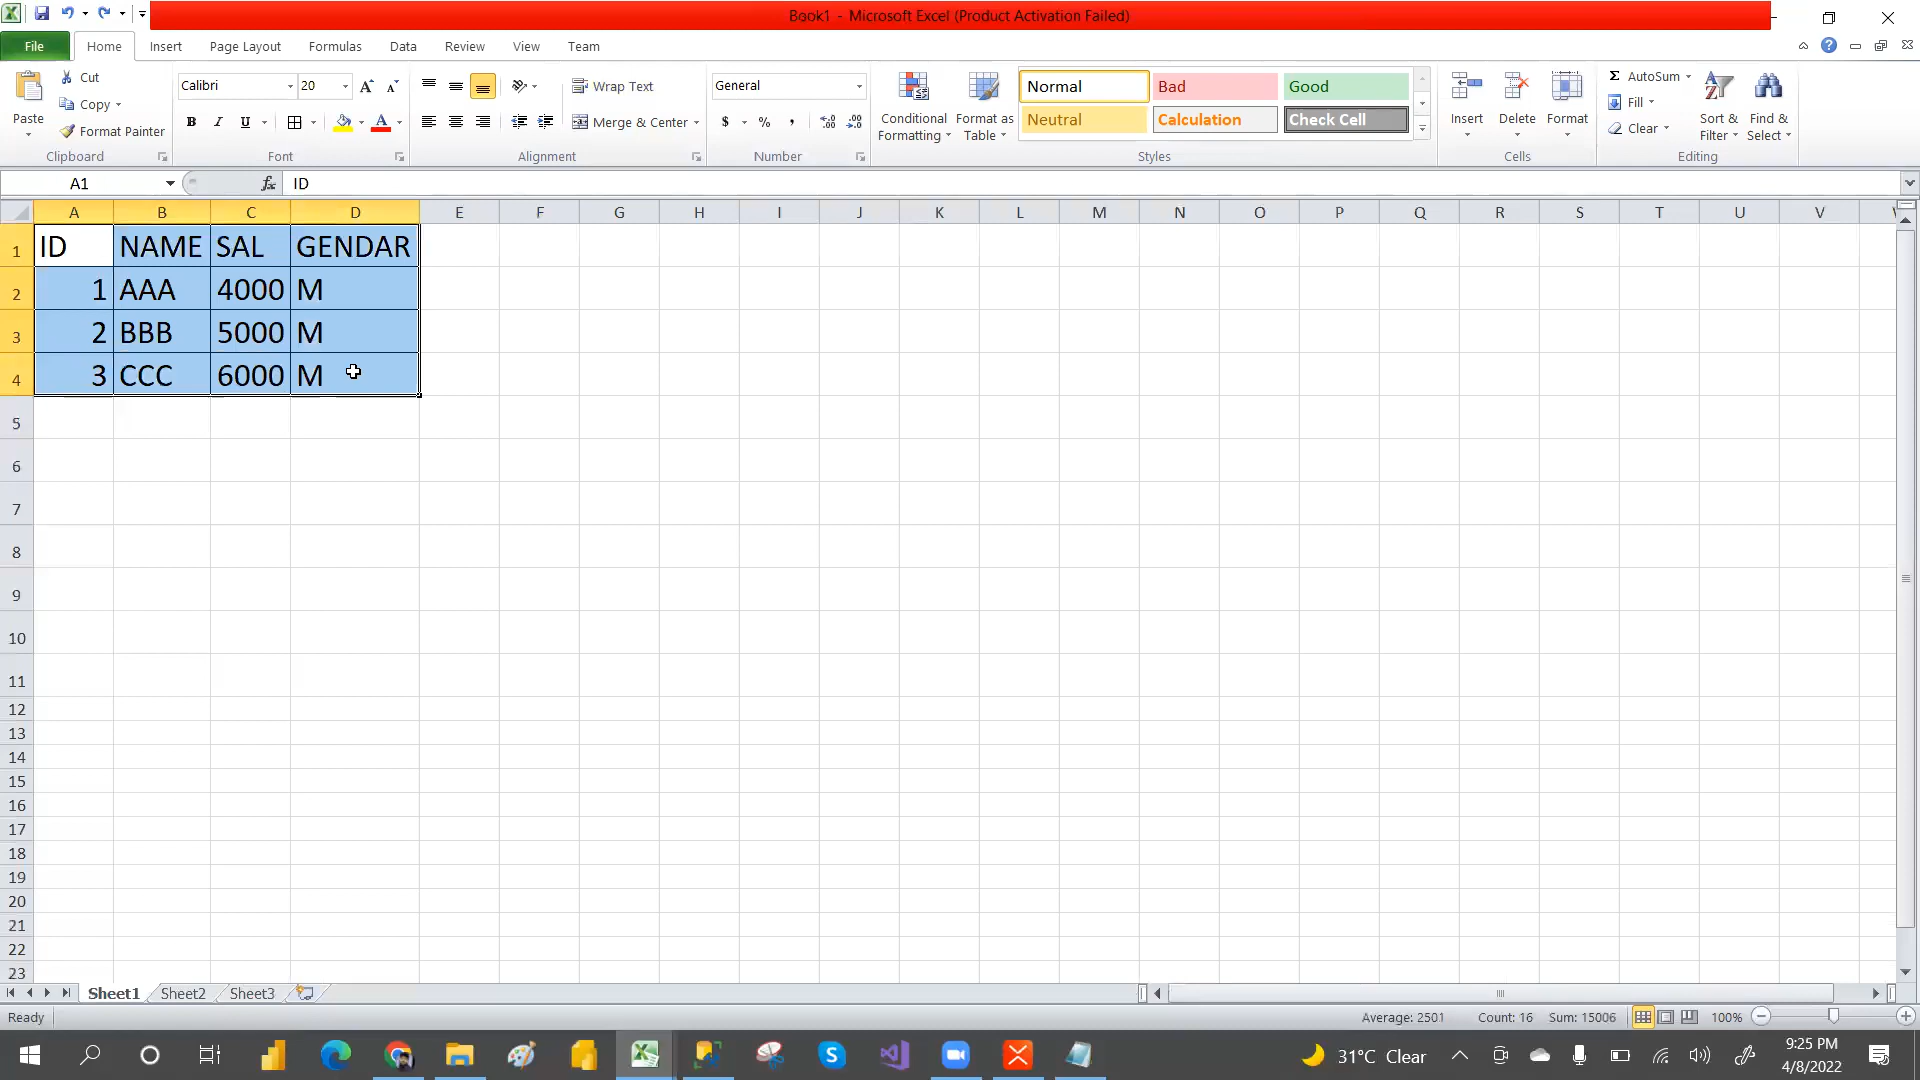 Book1 - Microsoft Excel (Product Activation Failed)
File Home Insert Page Layout Formulas Data Review View Team
Paste
Cut
Copy
Format Painter
Clipboard
Calibri 20
B I U A
Font
Wrap Text
Merge & Center
Alignment
General
$ % ,
Number
Conditional Formatting
Format as Table
Normal Bad Good
Neutral Calculation Check Cell
Styles
Insert Delete Format
Cells
Σ AutoSum
Fill
Clear
Sort & Filter
Find & Select
Editing
A1 fx ID
A B C D E F G H I J K L M N O P Q R S T U V
1 ID NAME SAL GENDAR
2 1 AAA 4000 M
3 2 BBB 5000 M
4 3 CCC 6000 M
5
6
7
8
9
10
11
12
13
14
15
16
17
18
19
20
21
22
23
Sheet1 Sheet2 Sheet3
Ready Average: 2501 Count: 16 Sum: 15006 100%
31°C Clear
9:25 PM
4/8/2022